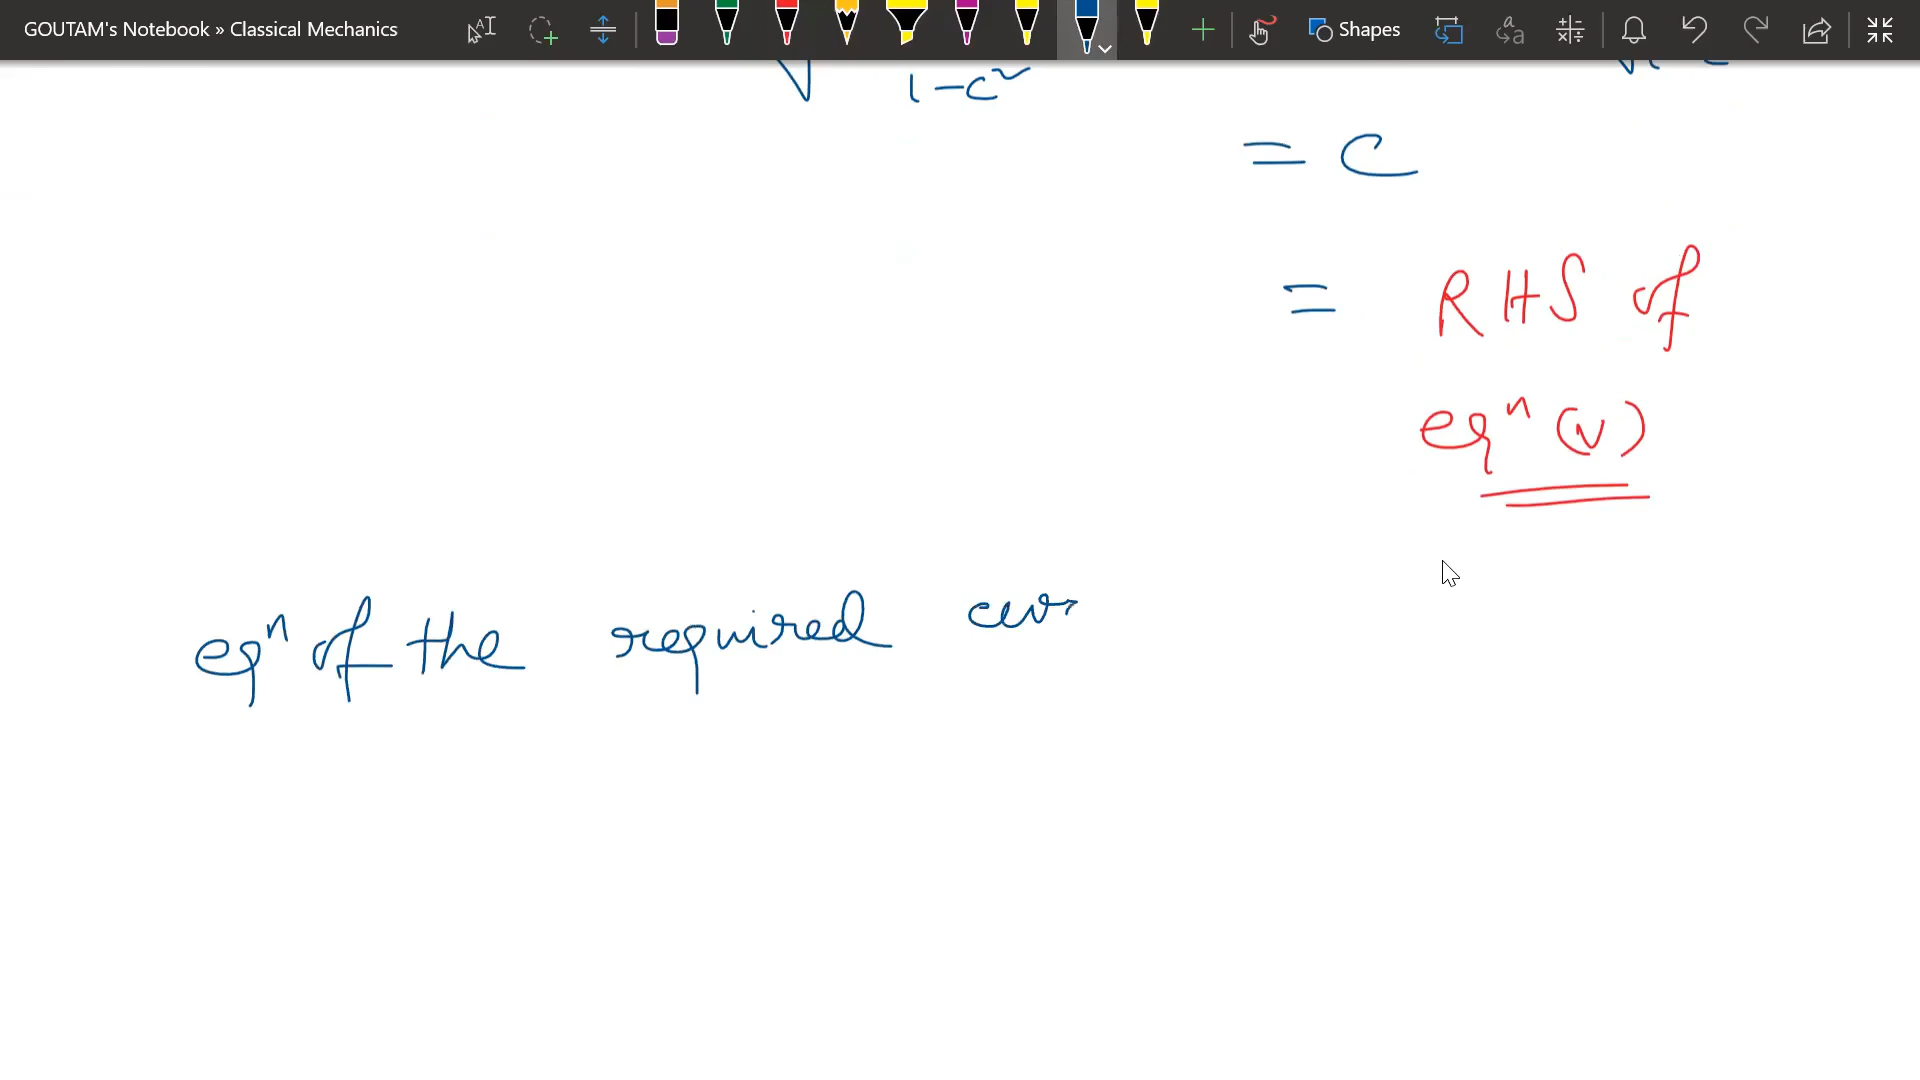 GOUTAM's Notebook » Classical Mechanics
Shapes
1-c²
= C
= RHS of
eqⁿ (v)
eqⁿ of the required cur